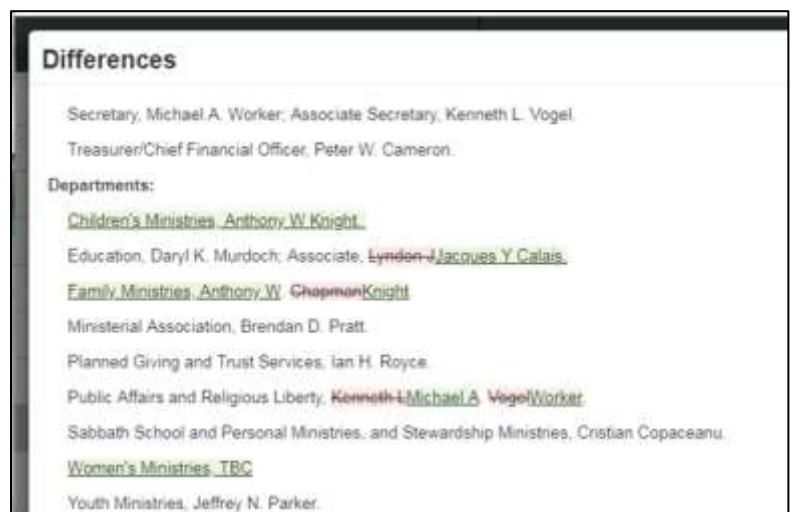 Differences
Secretary, Michael A. Worker; Associate Secretary, Kenneth L. Vogel.
Treasurer/Chief Financial Officer, Peter W. Cameron.
Departments:
Children's Ministries, Anthony W Knight.
Education, Daryl K. Murdoch; Associate, Lyndon JJacques Y Calais.
Family Ministries, Anthony W. ChapmanKnight
Ministerial Association, Brendan D. Pratt.
Planned Giving and Trust Services, Ian H. Royce.
Public Affairs and Religious Liberty, Kenneth LMichael A. VogelWorker
Sabbath School and Personal Ministries, and Stewardship Ministries, Cristian Copaceanu.
Women's Ministries, TBC
Youth Ministries, Jeffrey N. Parker.